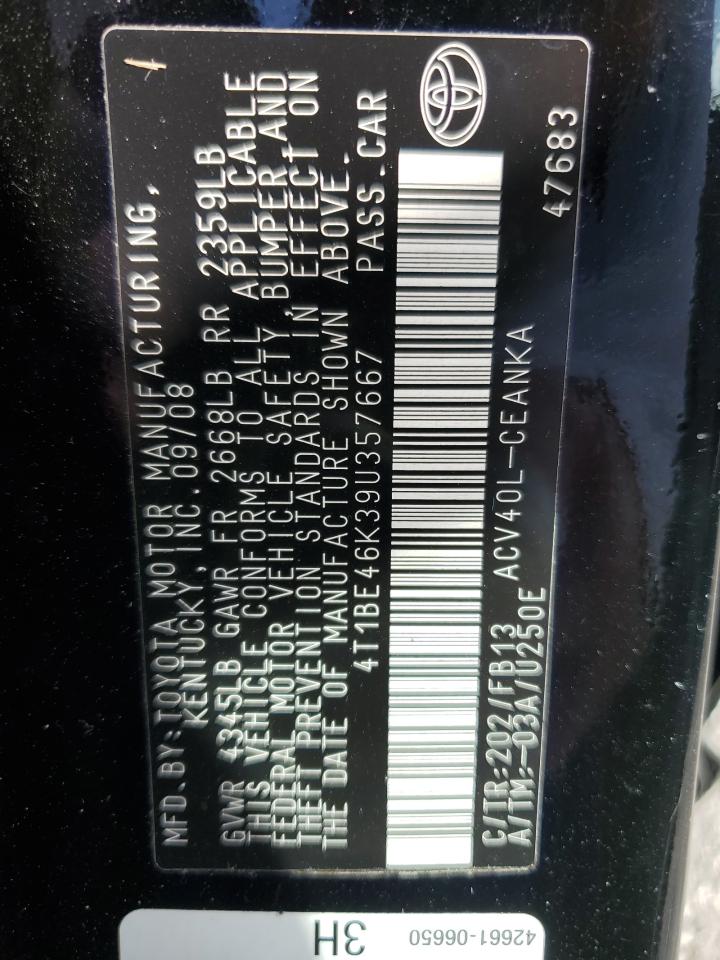 MFD.BY:TOYOTA MOTOR MANUFACTURING,
KENTUCKY,INC.09/08
GVWR 4345LB GAWR FR 2668LB RR 2359LB
THIS VEHICLE CONFORMS TO ALL APPLICABLE
FEDERAL MOTOR VEHICLE SAFETY,BUMPER,AND
THEFT PREVENTION STANDARDS IN EFFECT ON
THE DATE OF MANUFACTURE SHOWN ABOVE.
4T1BE46K39U357667 PASS.CAR
C/TR:202/FB13 ACV40L-CEANKA 47683
A/TM:-03A/U250E
3H
42661-06650